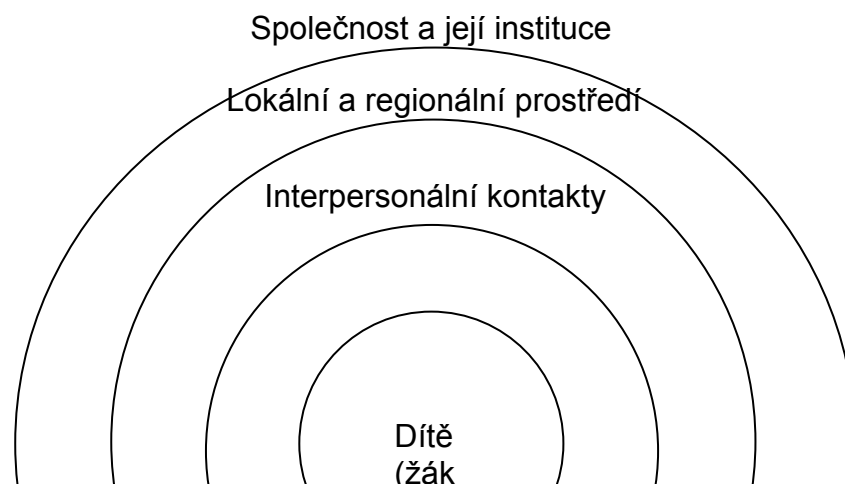 Společnost a její instituce
Lokální a regionální prostředí
Interpersonální kontakty
Dítě
(žák